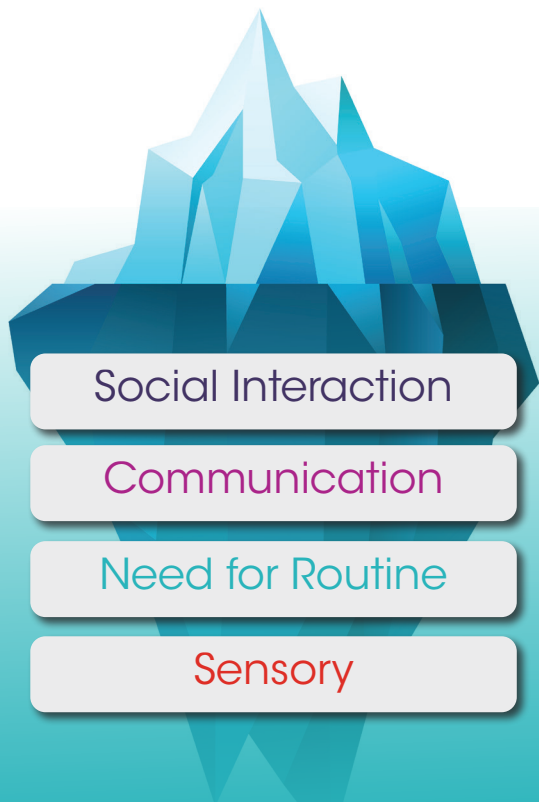 Social Interaction
Communication
Need for Routine
Sensory